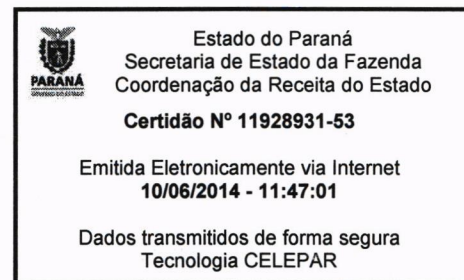 Estado do Paraná
Secretaria de Estado da Fazenda
PARANÁ
Coordenação da Receita do Estado
Certidão Nº 11928931-53
Emitida Eletronicamente via Internet
10/06/2014 - 11:47:01
Dados transmitidos de forma segura
Tecnologia CELEPAR